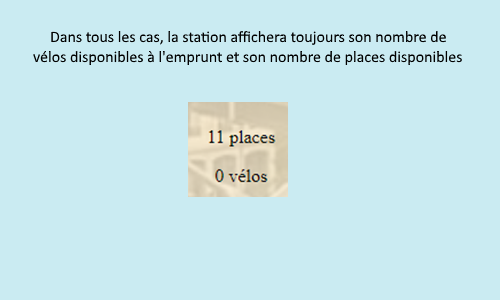 Dans tous les cas, la station affichera toujours son nombre de
vélos disponibles à l'emprunt et son nombre de places disponibles
11 places
0 vélos